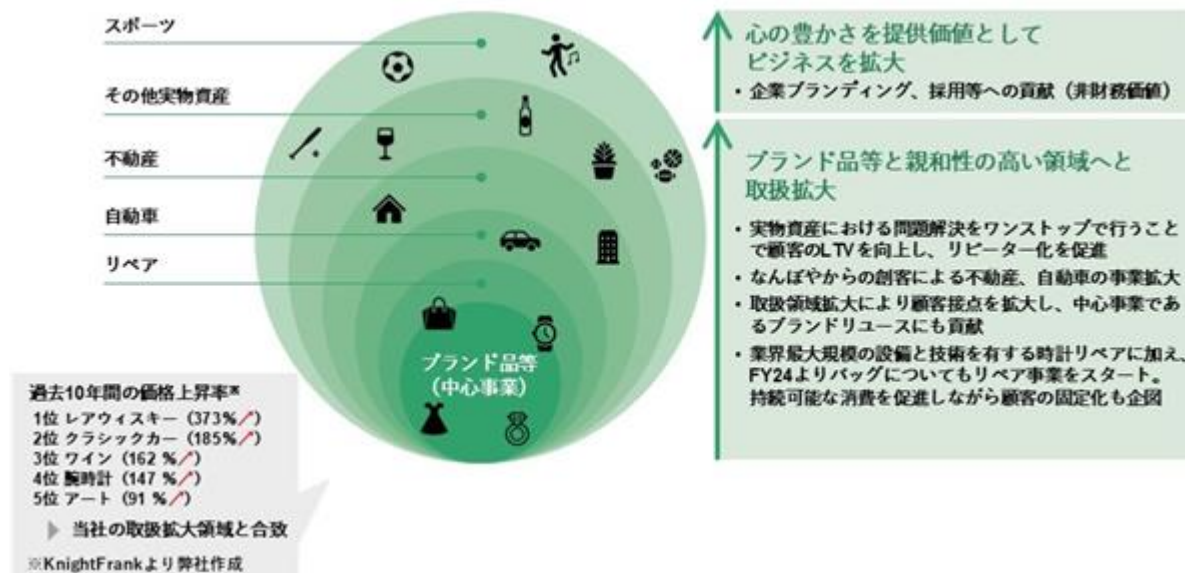 スポーツ
その他実物資産
不動産
自動車
リペア
ブランド品等
(中心事業)
過去10年間の価格上昇率※
1位 レアウィスキー (373%↗)
2位 クラシックカー (185%↗)
3位 ワイン (162 %↗)
4位 腕時計 (147 %↗)
5位 アート (91 %↗)
▶ 当社の取扱拡大領域と合致
※KnightFrankより弊社作成
心の豊かさを提供価値として
ビジネスを拡大
・企業ブランディング、採用等への貢献（非財務価値）
ブランド品等と親和性の高い領域へと
取扱拡大
・実物資産における問題解決をワンストップで行うこと
で顧客のLTVを向上し、リピーター化を促進
・なんぼやからの創客による不動産、自動車の事業拡大
・取扱領域拡大により顧客接点を拡大し、中心事業であ
るブランドリユースにも貢献
・業界最大規模の設備と技術を有する時計リペアに加え、
FY24よりバッグについてもリペア事業をスタート。
持続可能な消費を促進しながら顧客の固定化も企図